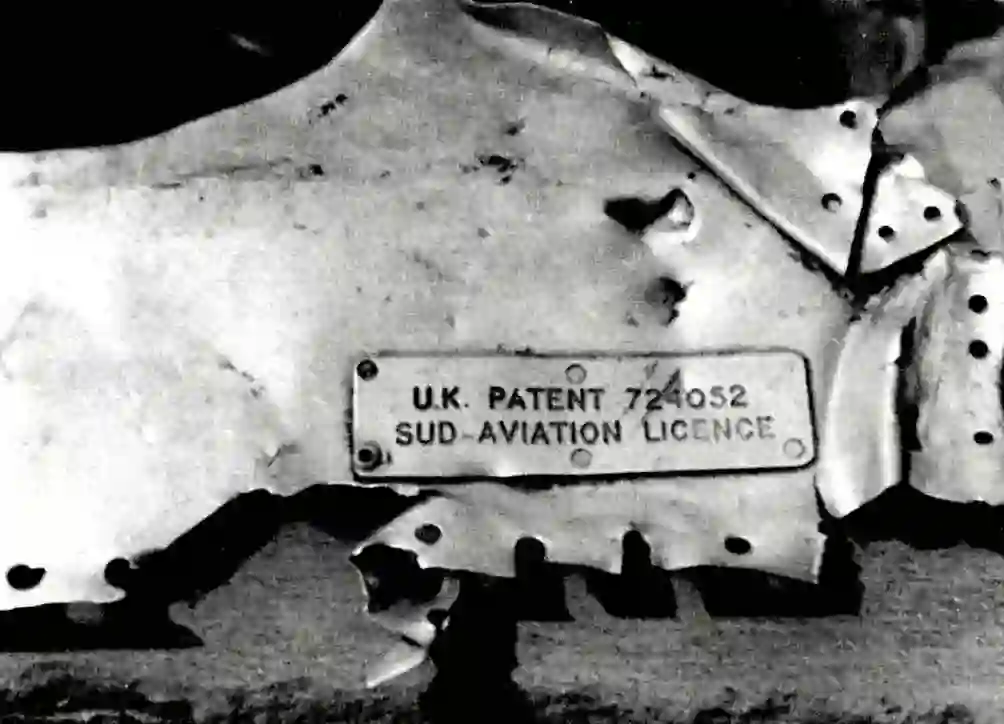 U.K. PATENT 724052
SUD-AVIATION LICENCE